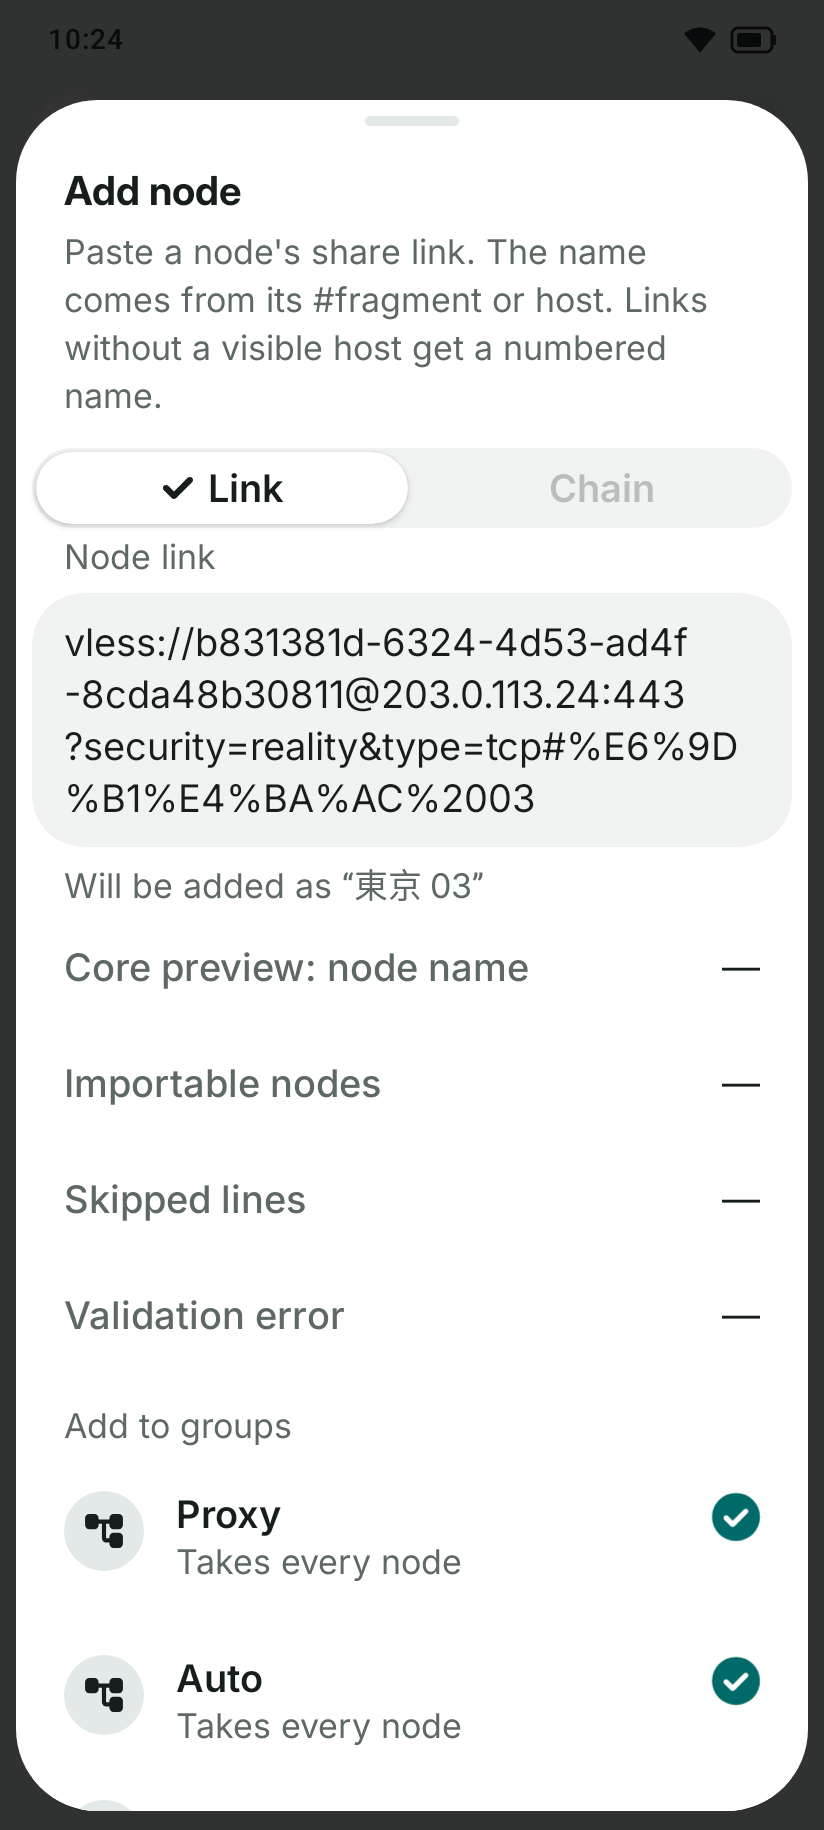 10:24
Add node
Paste a node's share link. The name
comes from its #fragment or host. Links
without a visible host get a numbered
name.
Link
Chain
Node link
vless://b831381d-6324-4d53-ad4f
-8cda48b30811@203.0.113.24:443
?security=reality&type=tcp#%E6%9D
%B1%E4%BA%AC%2003
Will be added as “東京 03”
Core preview: node name —
Importable nodes —
Skipped lines —
Validation error —
Add to groups
Proxy
Takes every node
Auto
Takes every node